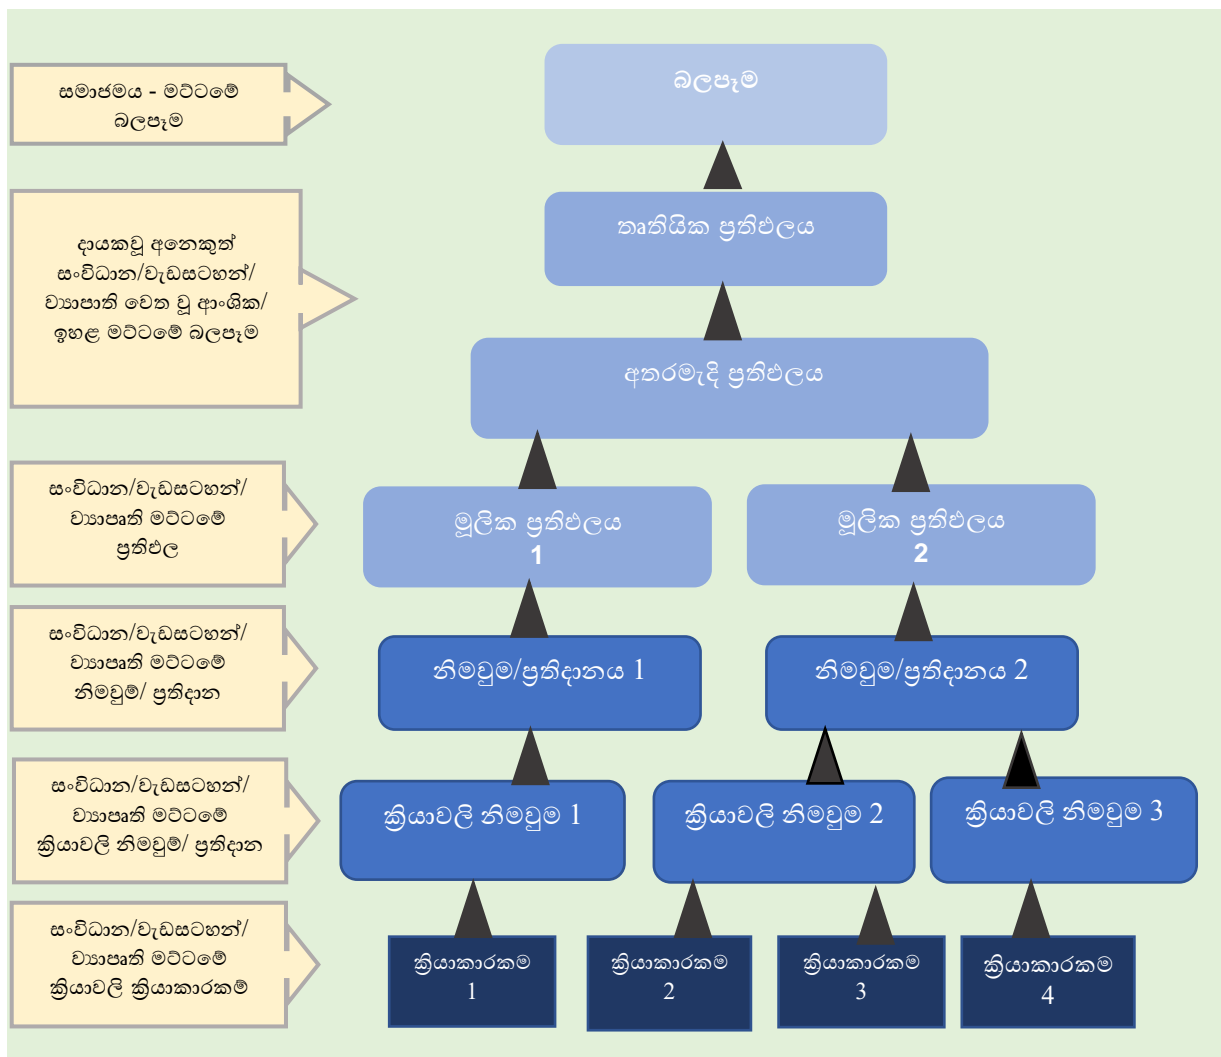 සමාජමය - මට්ටමේ
බලපෑම
බලපෑම
දායකවූ අනෙකුත්
සංවිධාන/වැඩසටහන්/
ව්‍යාපාති වෙත වූ ආංශික/
ඉහළ මට්ටමේ බලපෑම
තෘතියික ප්‍රතිඵලය
අතරමැදි ප්‍රතිඵලය
සංවිධාන/වැඩසටහන්/
ව්‍යාපෘති මට්ටමේ
ප්‍රතිඵල
මූලික ප්‍රතිඵලය
1
මූලික ප්‍රතිඵලය
2
සංවිධාන/වැඩසටහන්/
ව්‍යාපෘති මට්ටමේ
නිමවුම්/ ප්‍රතිදාන
නිමවුම/ප්‍රතිදානය 1
නිමවුම/ප්‍රතිදානය 2
සංවිධාන/වැඩසටහන්/
ව්‍යාපෘති මට්ටමේ
ක්‍රියාවලි නිමවුම්/ ප්‍රතිදාන
ක්‍රියාවලි නිමවුම 1
ක්‍රියාවලි නිමවුම 2
ක්‍රියාවලි නිමවුම 3
සංවිධාන/වැඩසටහන්/
ව්‍යාපෘති මට්ටමේ
ක්‍රියාවලි ක්‍රියාකාරකම්
ක්‍රියාකාරකම
1
ක්‍රියාකාරකම
2
ක්‍රියාකාරකම
3
ක්‍රියාකාරකම
4